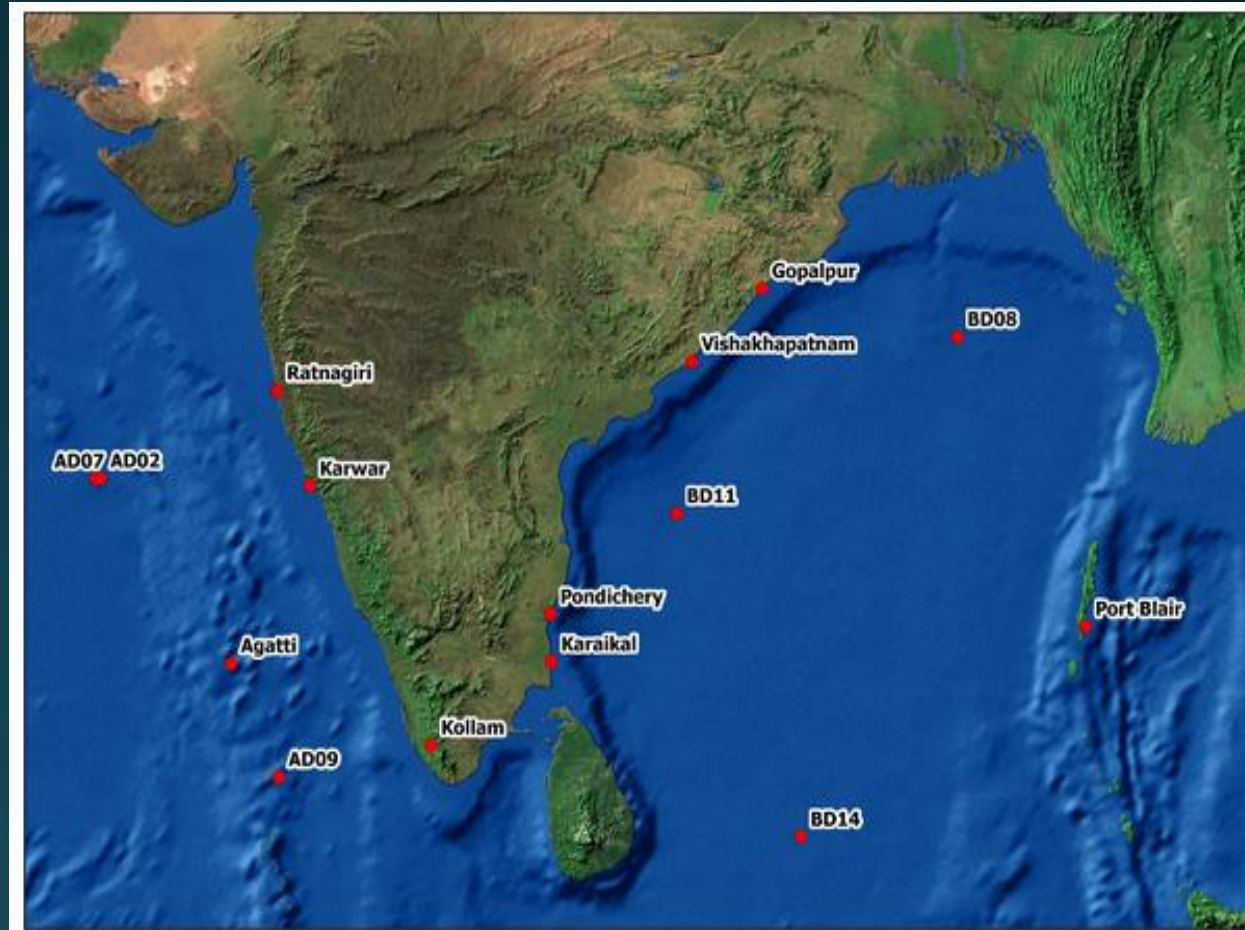 Gopalpur
BD08
Vishakhapatnam
Ratnagiri
AD07 AD02
Karwar
BD11
Pondichery
Port Blair
Agatti
Karaikal
Kollam
AD09
BD14